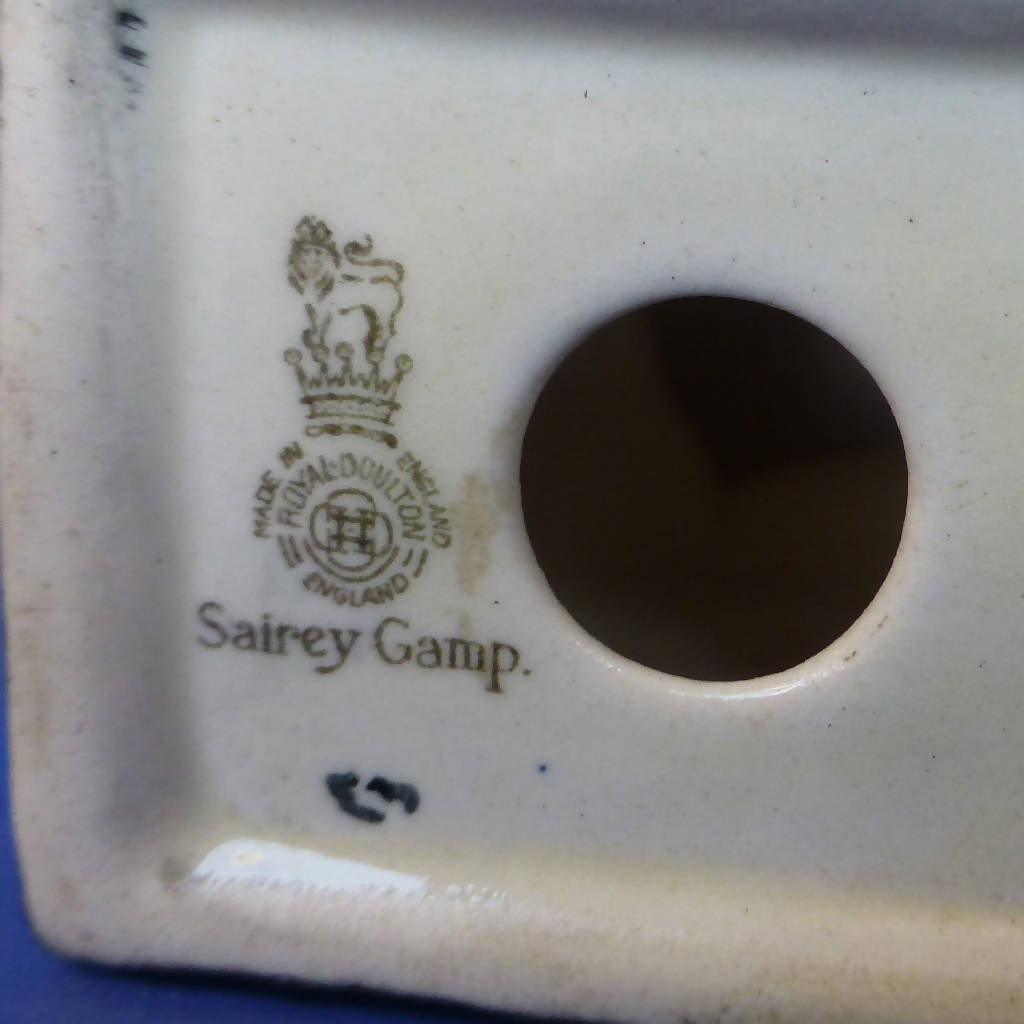 MADE IN ENGLAND
ROYAL·DOULTON
ENGLAND
Sairey Gamp.